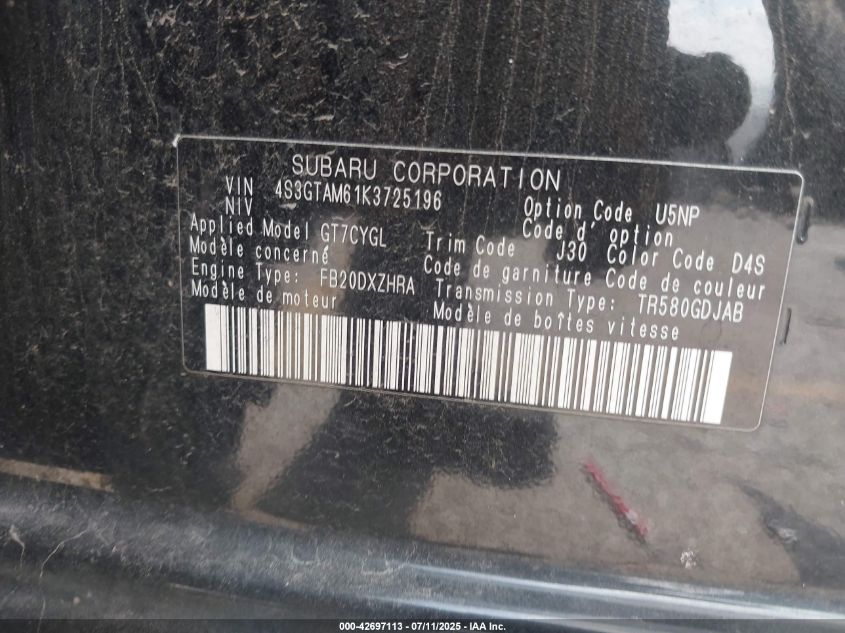 SUBARU CORPORATION
VIN 4S3GTAM61K3725196 Option Code U5NP
NIV Code d'option
Applied Model GT7CYGL Trim Code J30 Color Code D4S
Modèle concerné Code de garniture Code de couleur
Engine Type: FB20DXZHRA Transmission Type: TR580GDJAB
Modèle de moteur Modèle de boîtes vitesse
000-42697113 / 07/11/2025 - IAA Inc.